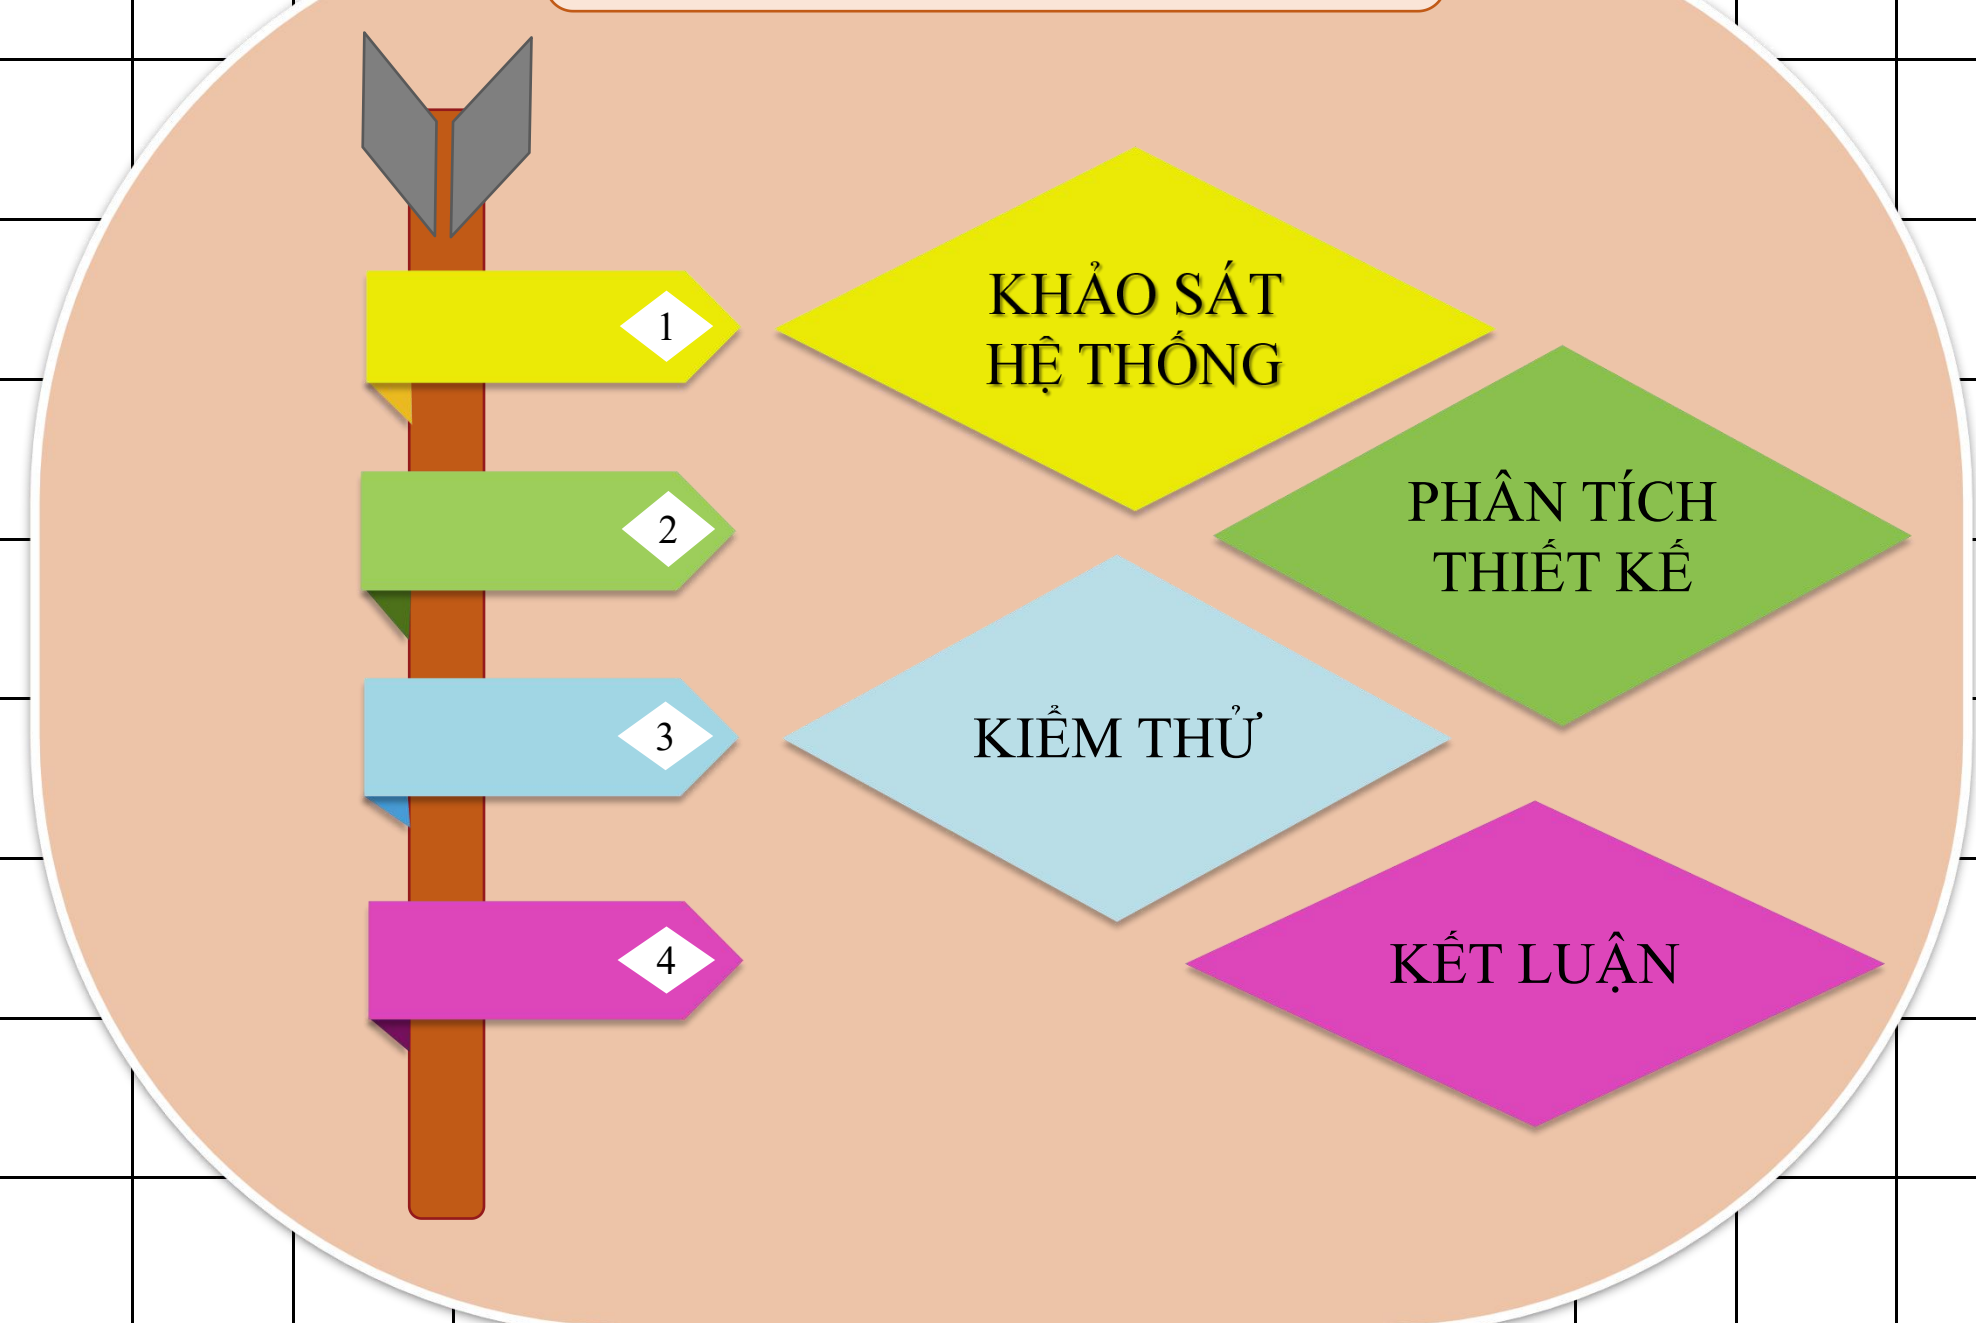 1
KHẢO SÁT
HỆ THỐNG
2
PHÂN TÍCH
THIẾT KẾ
3
KIỂM THỬ
4
KẾT LUẬN